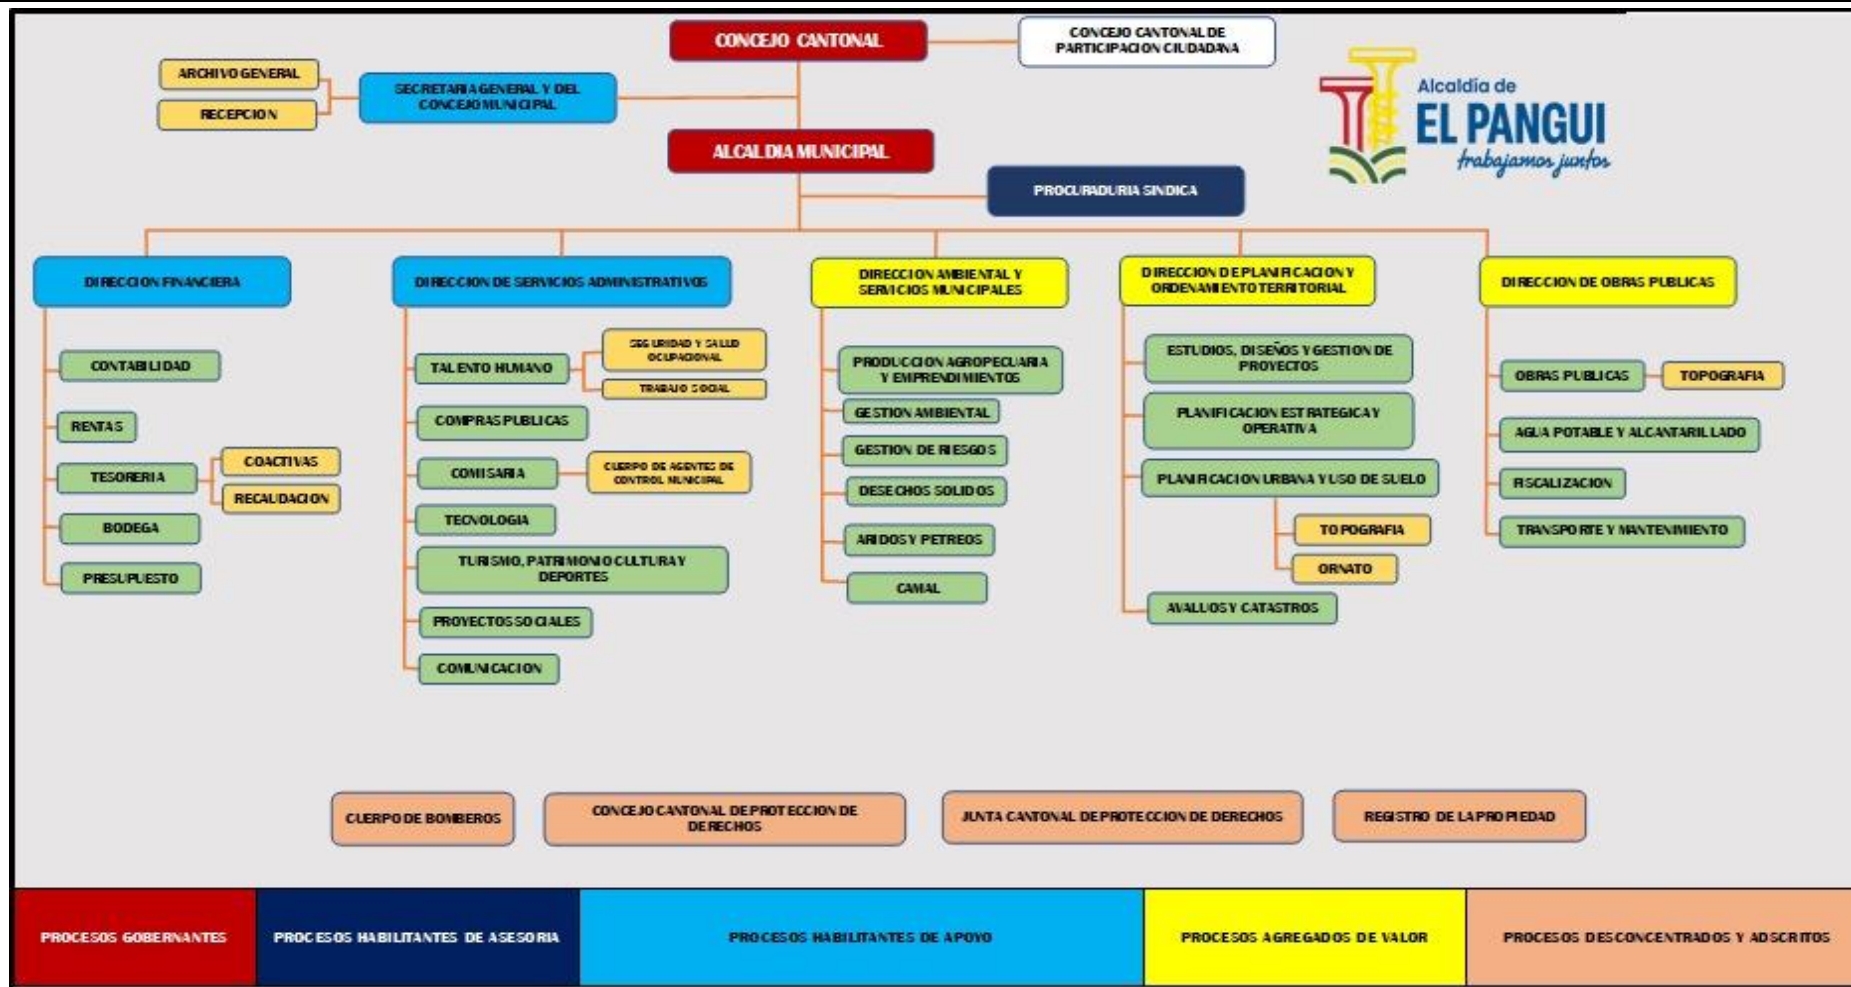 CONCEJO CANTONAL
CONCEJO CANTONAL DE
PARTICIPACION CIUDADANA
ARCHIVO GENERAL
RECEPCION
SECRETARIA GENERAL Y DEL
CONCEJO MUNICIPAL
Alcaldía de
EL PANGUI
trabajamos juntos
ALCALDIA MUNICIPAL
PROCURADURIA SINDICA
DIRECCION FINANCIERA
CONTABILIDAD
RENTAS
TESORERIA
COACTIVAS
RECAUDACION
BODEGA
PRESUPUESTO
DIRECCION DE SERVICIOS ADMINISTRATIVOS
TALENTO HUMANO
SEGURIDAD Y SALUD
OCUPACIONAL
TRABAJO SOCIAL
COMPRAS PUBLICAS
COMISARIA
CUERPO DE AGENTES DE
CONTROL MUNICIPAL
TECNOLOGIA
TURISMO, PATRIMONIO CULTURA Y
DEPORTES
PROYECTOS SOCIALES
COMUNICACION
DIRECCION AMBIENTAL Y
SERVICIOS MUNICIPALES
PRODUCCION AGROPECUARIA
Y EMPRENDIMIENTOS
GESTION AMBIENTAL
GESTION DE RIESGOS
DESECHOS SOLIDOS
ARIDOS Y PETREOS
CAMAL
DIRECCION DE PLANIFICACION Y
ORDENAMIENTO TERRITORIAL
ESTUDIOS, DISEÑOS Y GESTION DE
PROYECTOS
PLANIFICACION ESTRATEGICA Y
OPERATIVA
PLANIFICACION URBANA Y USO DE SUELO
TOPOGRAFIA
ORNATO
AVALUOS Y CATASTROS
DIRECCION DE OBRAS PUBLICAS
OBRAS PUBLICAS
TOPOGRAFIA
AGUA POTABLE Y ALCANTARILLADO
FISCALIZACION
TRANSPORTE Y MANTENIMIENTO
CUERPO DE BOMBEROS
CONCEJO CANTONAL DE PROTECCION DE
DERECHOS
JUNTA CANTONAL DE PROTECCION DE DERECHOS
REGISTRO DE LA PROPIEDAD
PROCESOS GOBERNANTES
PROCESOS HABILITANTES DE ASESORIA
PROCESOS HABILITANTES DE APOYO
PROCESOS AGREGADOS DE VALOR
PROCESOS DESCONCENTRADOS Y ADSCRITOS